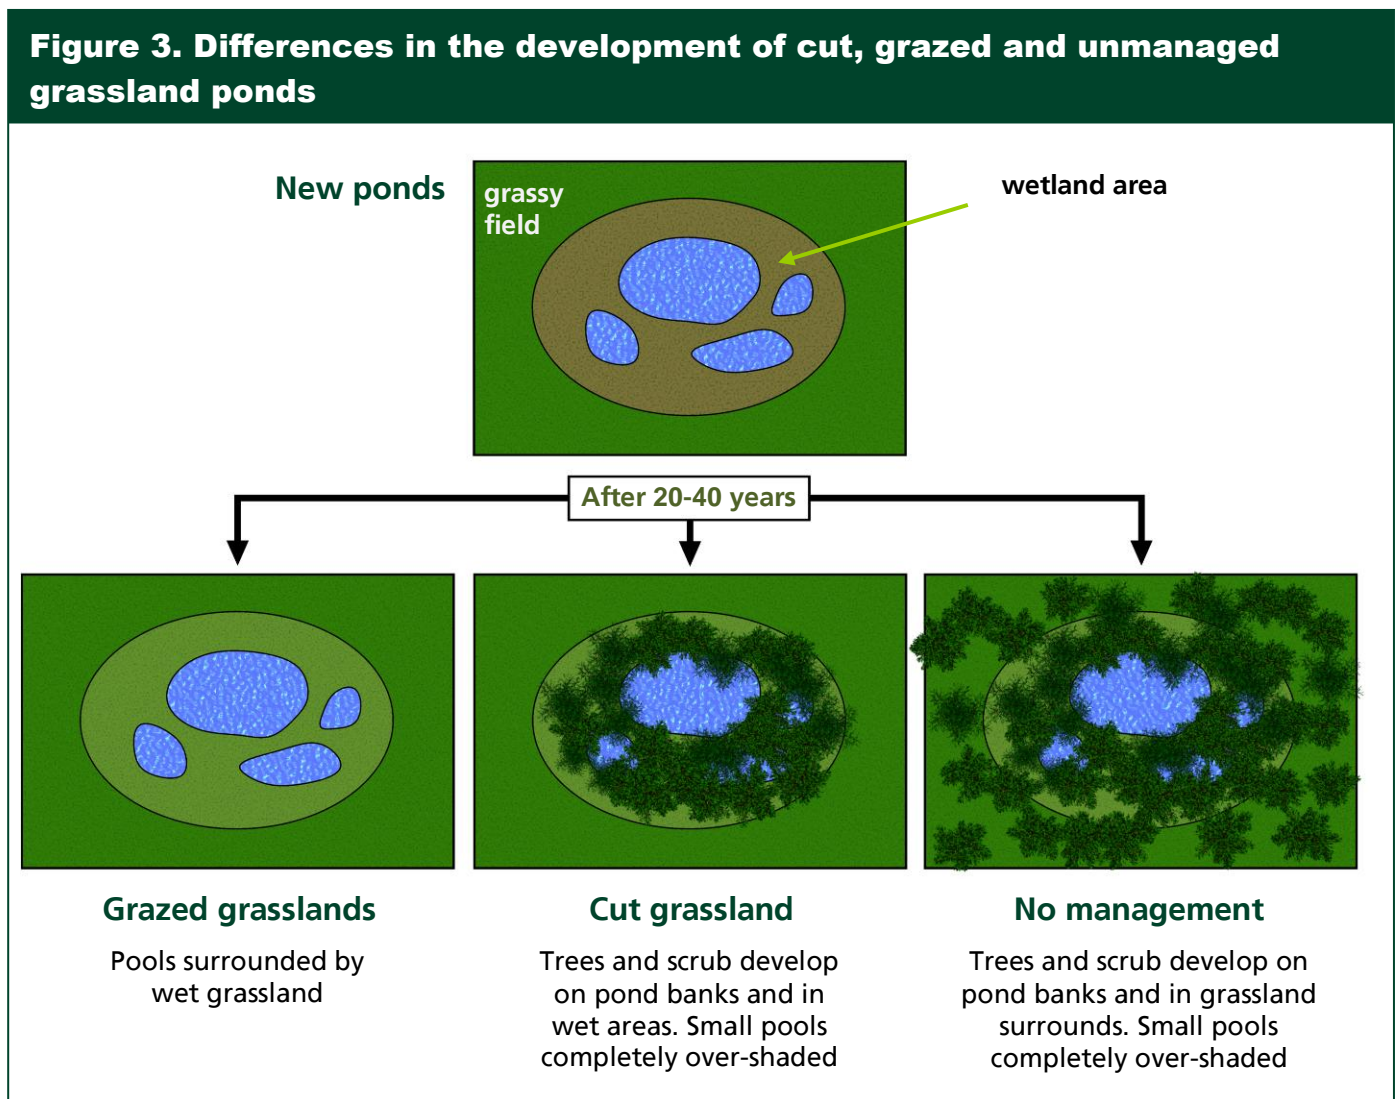 Figure 3. Differences in the development of cut, grazed and unmanaged
grassland ponds
New ponds
grassy
field
wetland area
After 20-40 years
Grazed grasslands
Pools surrounded by
wet grassland
Cut grassland
Trees and scrub develop
on pond banks and in
wet areas. Small pools
completely over-shaded
No management
Trees and scrub develop on
pond banks and in grassland
surrounds. Small pools
completely over-shaded